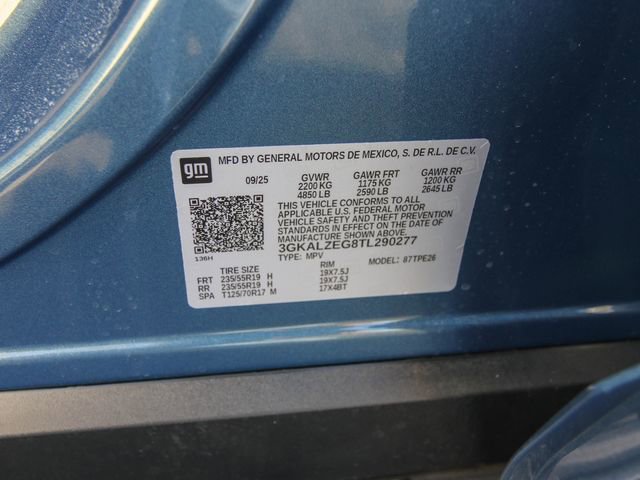 gm MFD BY GENERAL MOTORS DE MEXICO, S. DE R.L. DE C.V.
09/25 GVWR GAWR FRT GAWR RR
2200 KG 1175 KG 1200 KG
4850 LB 2590 LB 2645 LB
THIS VEHICLE CONFORMS TO ALL
APPLICABLE U.S. FEDERAL MOTOR
VEHICLE SAFETY AND THEFT PREVENTION
STANDARDS IN EFFECT ON THE DATE OF
MANUFACTURE SHOWN ABOVE.
3GKALZEG8TL290277
136H TYPE: MPV MODEL: 87TPE26
TIRE SIZE RIM
FRT 235/55R19 H 19X7.5J
RR 235/55R19 H 19X7.5J
SPA T125/70R17 M 17X4BT